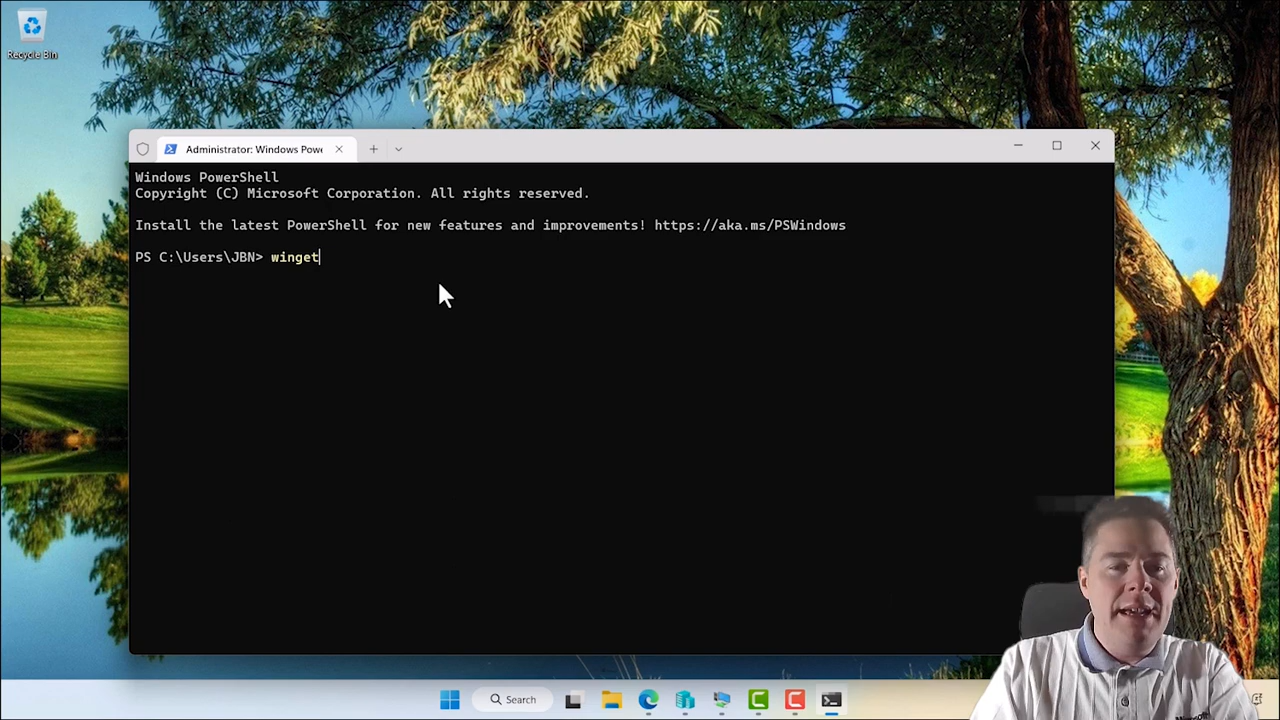 Recycle Bin
Administrator: Windows Powe
Windows PowerShell
Copyright (C) Microsoft Corporation. All rights reserved.
Install the latest PowerShell for new features and improvements! https://aka.ms/PSWindows
PS C:\Users\JBN> winget
Search